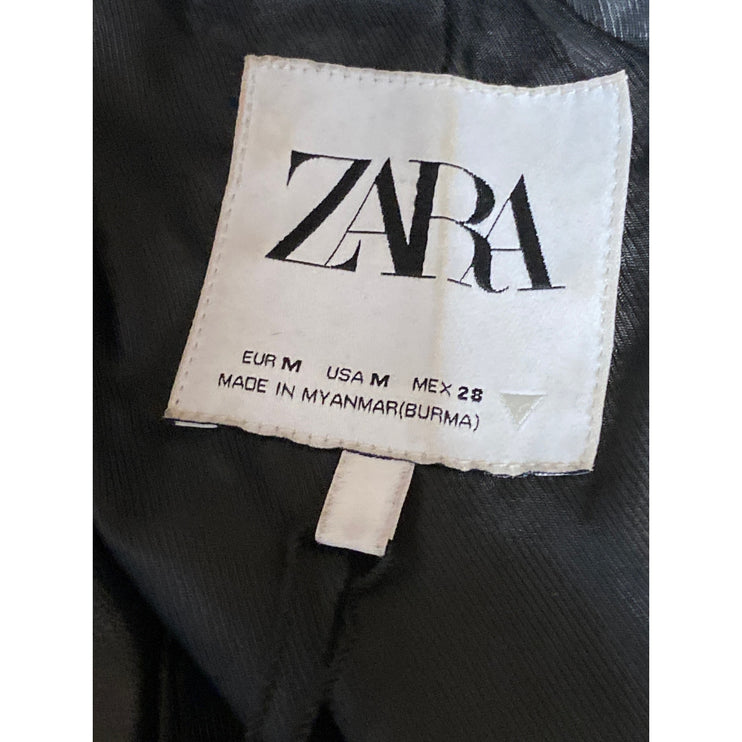 ZARA
EUR M USA M MEX 28
MADE IN MYANMAR(BURMA)